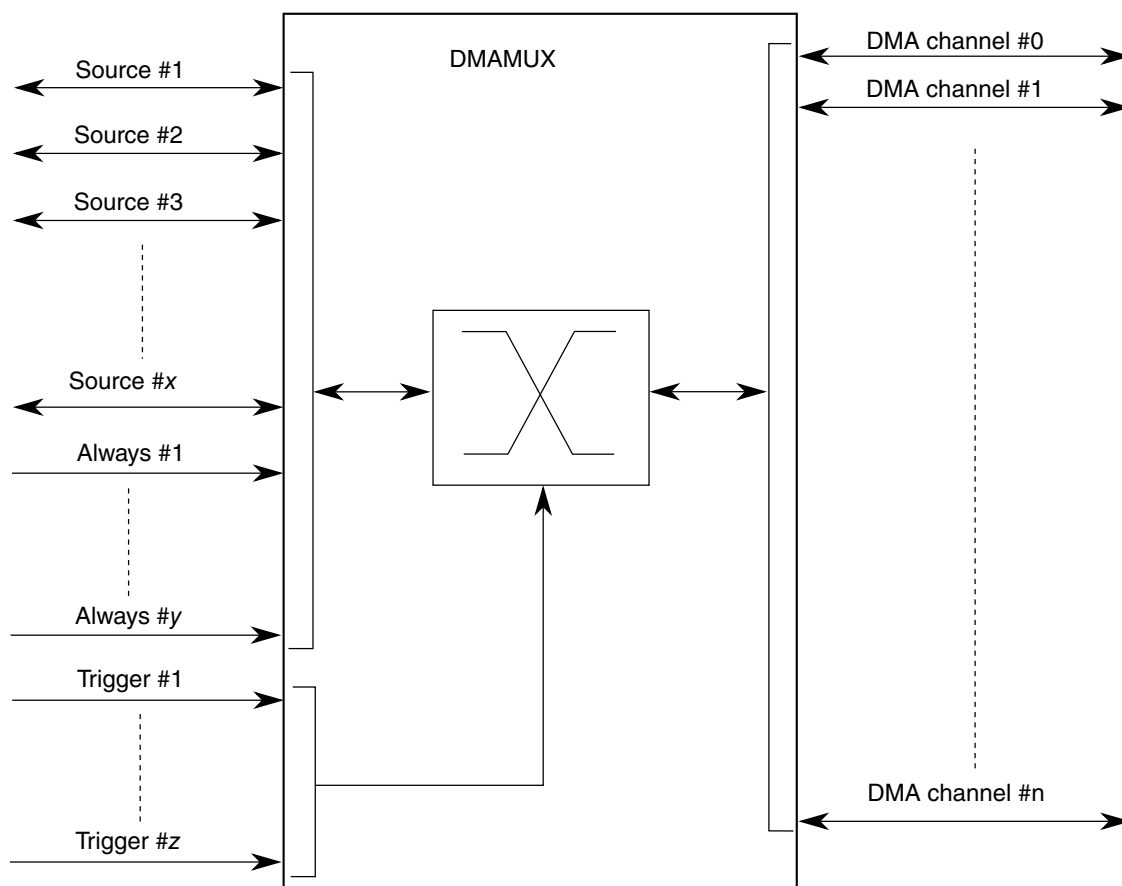 DMAMUX
Source #1
Source #2
Source #3
Source #x
Always #1
Always #y
Trigger #1
Trigger #z
DMA channel #0
DMA channel #1
DMA channel #n